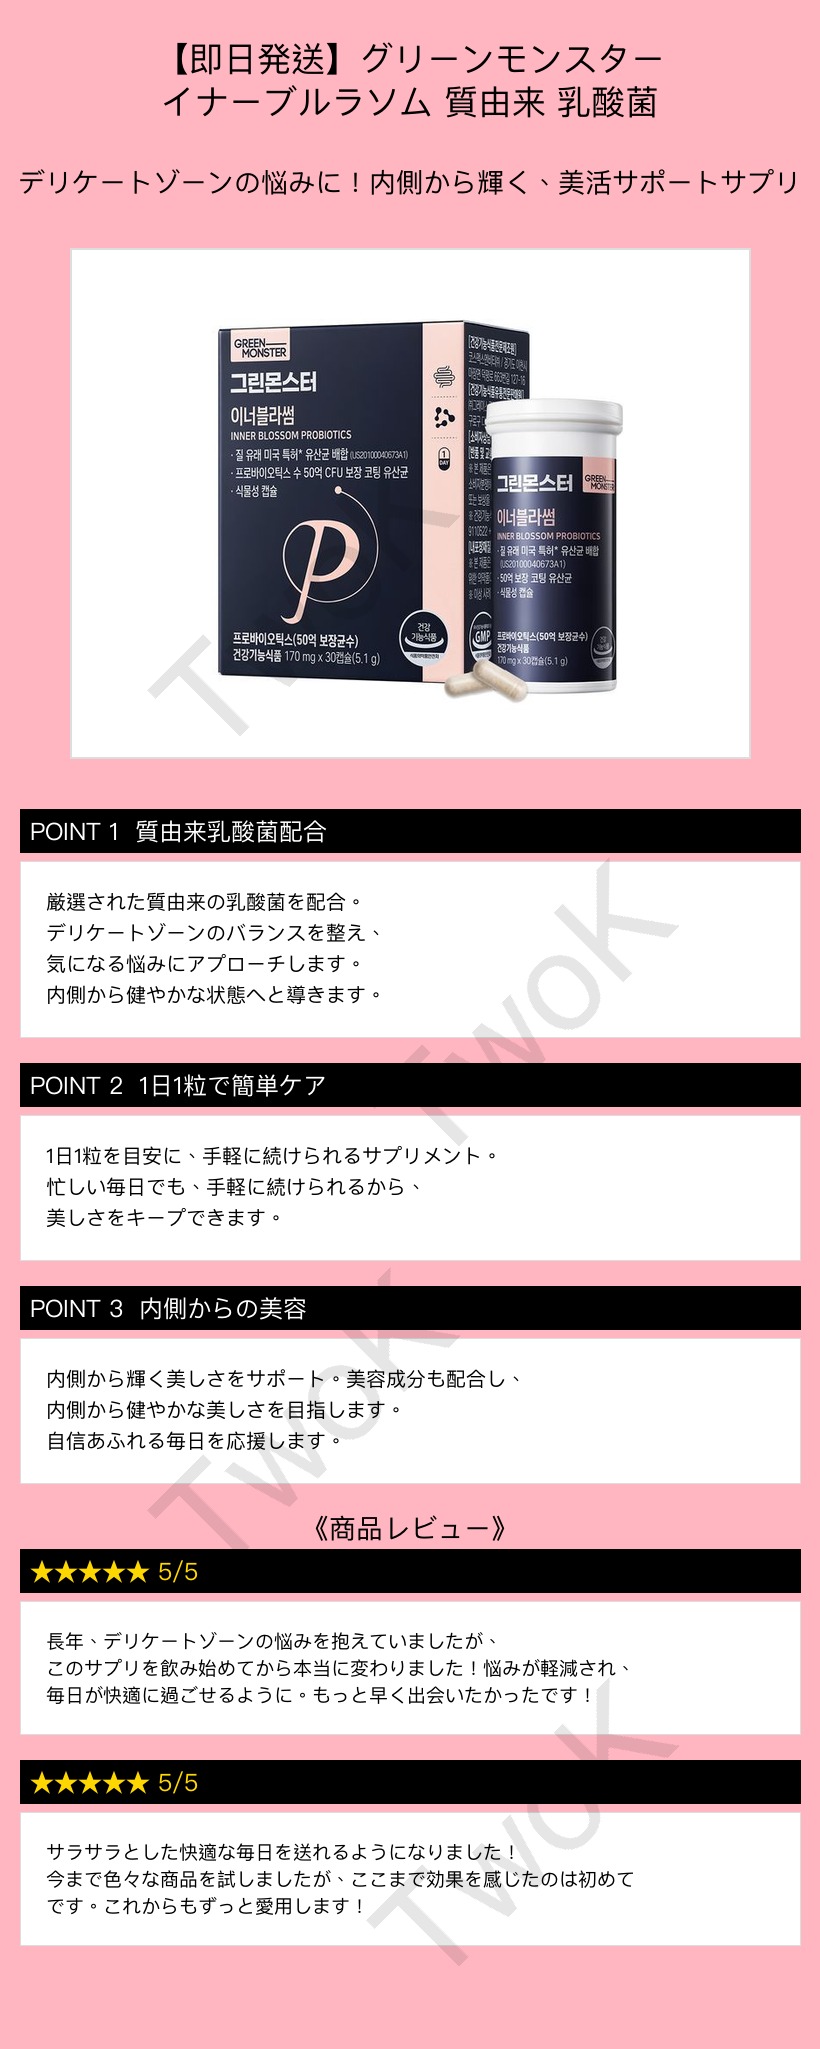 【即日発送】グリーンモンスター
イナーブルラソム 質由来 乳酸菌
デリケートゾーンの悩みに！内側から輝く、美活サポートサプリ
GREEN
MONSTER
그린몬스터
이너블라썸
INNER BLOSSOM PROBIOTICS
· 질 유래 미국 특허* 유산균 배합 (US20100040673A1)
· 프로바이오틱스 수 50억 CFU 보장 코팅 유산균
· 식물성 캡슐
P
프로바이오틱스(50억 보장균수)
건강기능식품 170 mg x 30캡슐(5.1 g)
건강
기능식품
1
DAY
GMP
그린몬스터
GREEN
MONSTER
이너블라썸
INNER BLOSSOM PROBIOTICS
· 질 유래 미국 특허* 유산균 배합
(US20100040673A1)
· 50억 보장 코팅 유산균
· 식물성 캡슐
프로바이오틱스(50억 보장균수)
건강기능식품
170 mg x 30캡슐(5.1 g)
POINT 1 質由来乳酸菌配合
厳選された質由来の乳酸菌を配合。
デリケートゾーンのバランスを整え、
気になる悩みにアプローチします。
内側から健やかな状態へと導きます。
TwoK
POINT 2 1日1粒で簡単ケア
1日1粒を目安に、手軽に続けられるサプリメント。
忙しい毎日でも、手軽に続けられるから、
美しさをキープできます。
POINT 3 内側からの美容
内側から輝く美しさをサポート。美容成分も配合し、
内側から健やかな美しさを目指します。
自信あふれる毎日を応援します。
TwoK
《商品レビュー》
★★★★★ 5/5
長年、デリケートゾーンの悩みを抱えていましたが、
このサプリを飲み始めてから本当に変わりました！悩みが軽減され、
毎日が快適に過ごせるように。もっと早く出会いたかったです！
★★★★★ 5/5
サラサラとした快適な毎日を送れるようになりました！
今まで色々な商品を試しましたが、ここまで効果を感じたのは初めて
です。これからもずっと愛用します！
TwoK